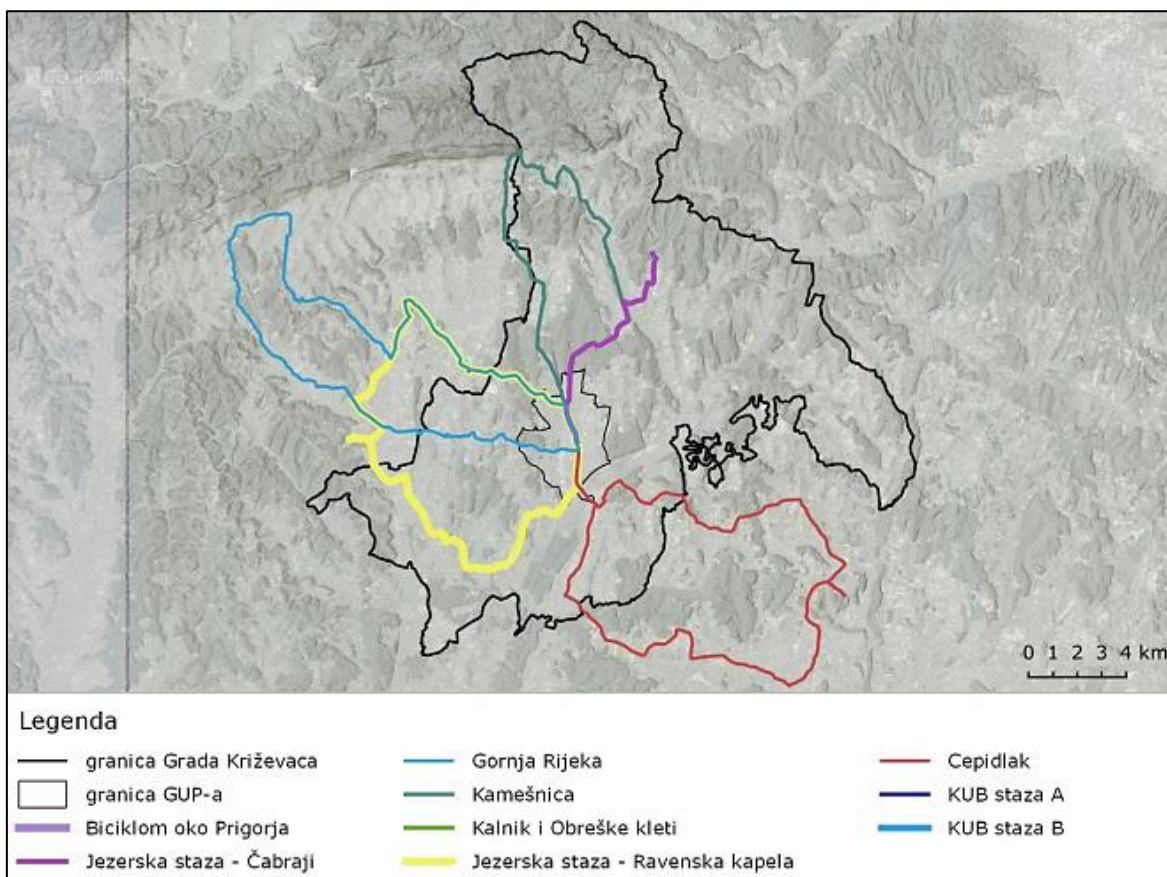 0 1 2 3 4 km
Legenda
granica Grada Križevaca
granica GUP-a
Biciklom oko Prigorja
Jezerska staza - Čabraji
Gornja Rijeka
Kamešnica
Kalnik i Obreške kleti
Jezerska staza - Ravenska kapela
Cepidlak
KUB staza A
KUB staza B